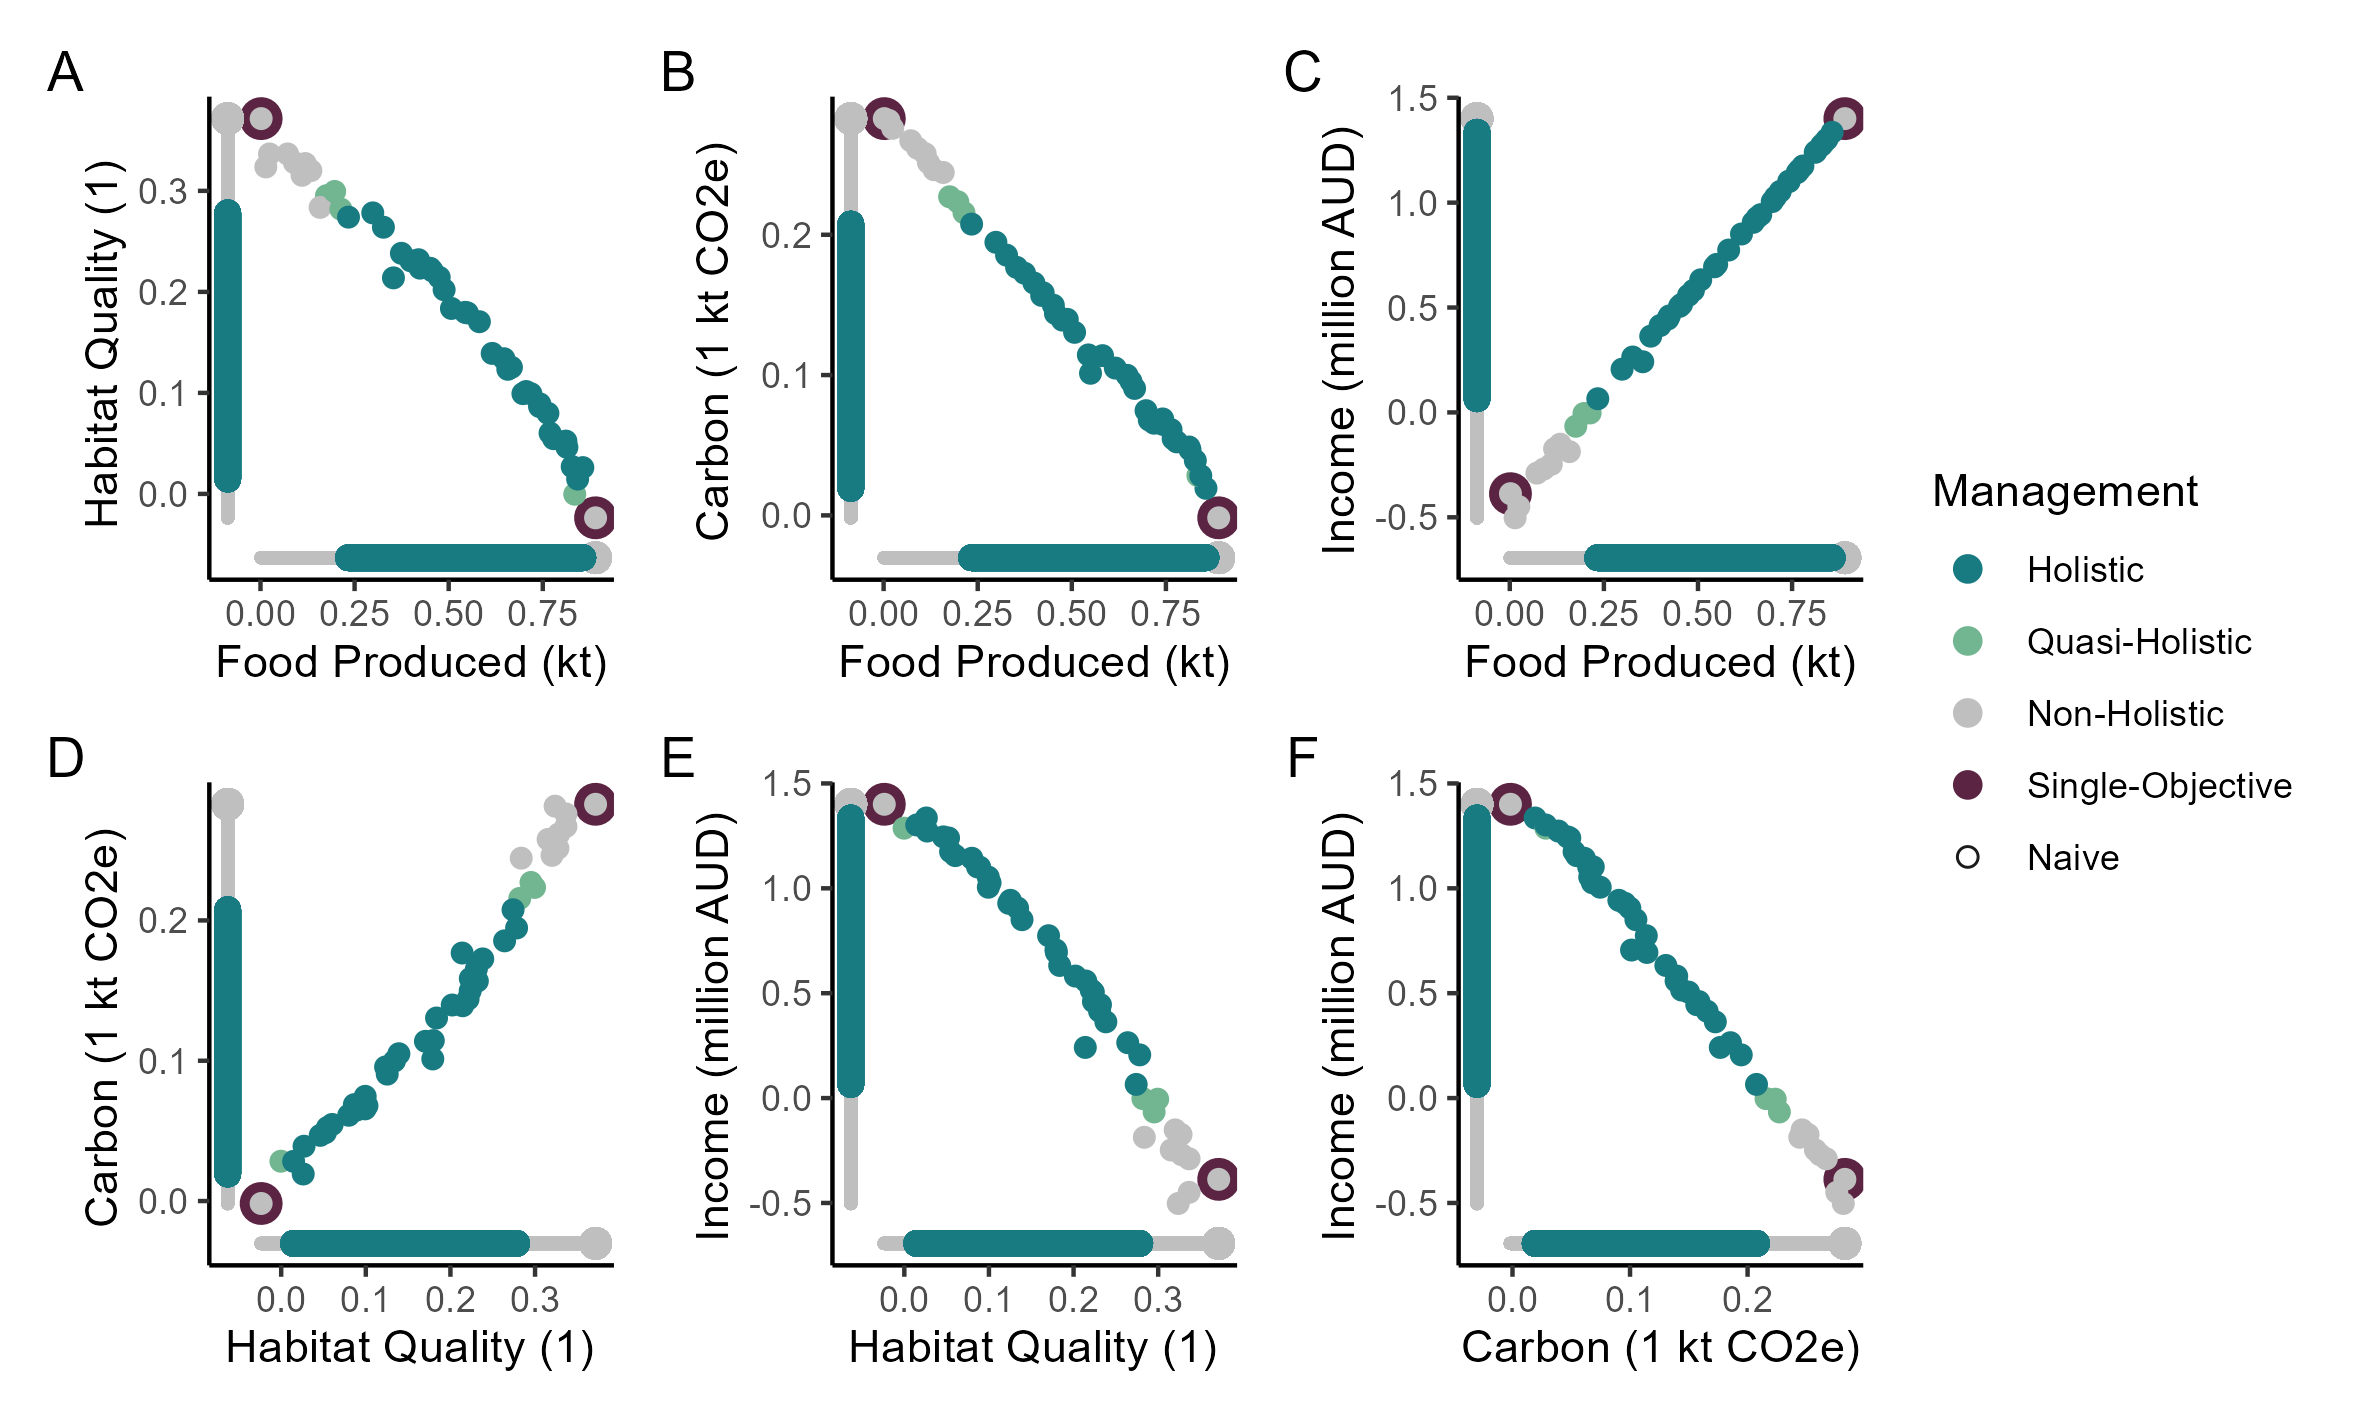 A
B
C
Habitat Quality (1)
0.3
0.2
0.1
0.0
0.00 0.25 0.50 0.75
Food Produced (kt)
Carbon (1 kt CO2e)
0.2
0.1
0.0
0.00 0.25 0.50 0.75
Food Produced (kt)
Income (million AUD)
1.5
1.0
0.5
0.0
-0.5
0.00 0.25 0.50 0.75
Food Produced (kt)
D
E
F
Carbon (1 kt CO2e)
0.2
0.1
0.0
0.0 0.1 0.2 0.3
Habitat Quality (1)
Income (million AUD)
1.5
1.0
0.5
0.0
-0.5
0.0 0.1 0.2 0.3
Habitat Quality (1)
Income (million AUD)
1.5
1.0
0.5
0.0
-0.5
0.0 0.1 0.2
Carbon (1 kt CO2e)
Management
Holistic
Quasi-Holistic
Non-Holistic
Single-Objective
Naive